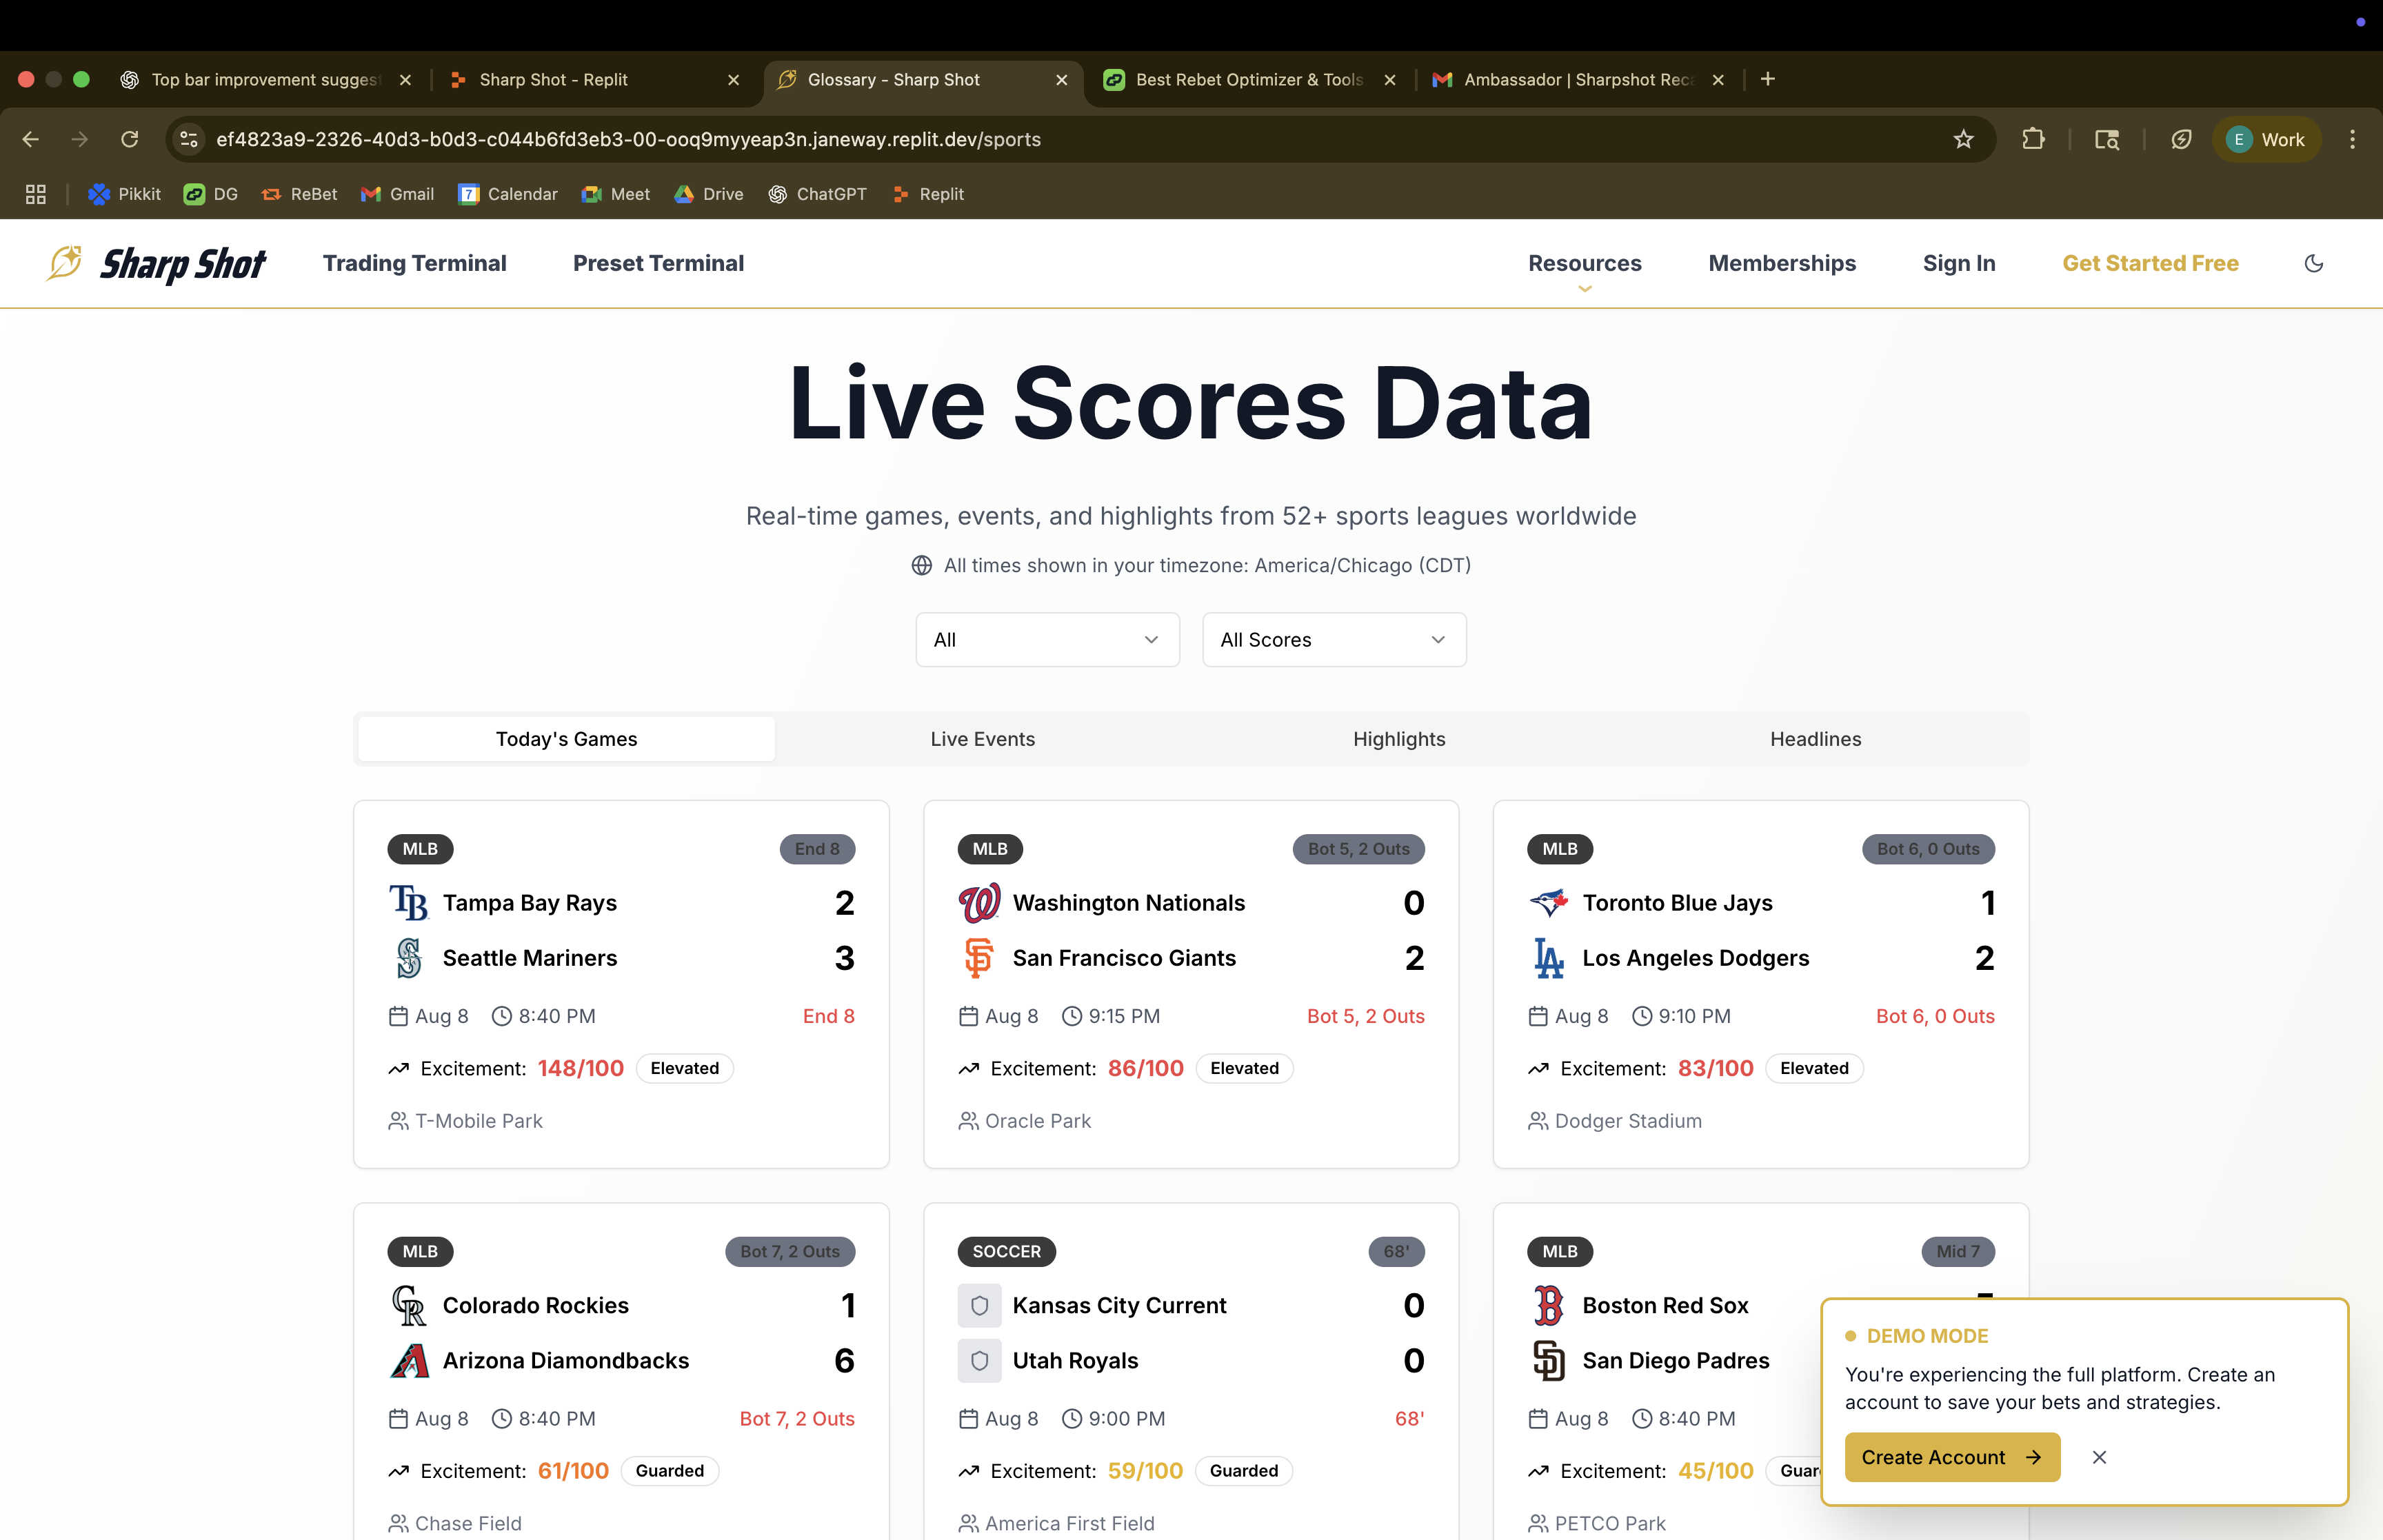 Top bar improvement sugges
Sharp Shot - Replit
Glossary - Sharp Shot
Best Rebet Optimizer & Tools
Ambassador | Sharpshot Reca
ef4823a9-2326-40d3-b0d3-c044b6fd3eb3-00-ooq9myyeap3n.janeway.replit.dev/sports
E Work
Pikkit
DG
ReBet
Gmail
7 Calendar
Meet
Drive
ChatGPT
Replit
Sharp Shot
Trading Terminal
Preset Terminal
Resources
Memberships
Sign In
Get Started Free
Live Scores Data
Real-time games, events, and highlights from 52+ sports leagues worldwide
All times shown in your timezone: America/Chicago (CDT)
All
All Scores
Today's Games
Live Events
Highlights
Headlines
MLB End 8
TB Tampa Bay Rays 2
S Seattle Mariners 3
Aug 8 8:40 PM End 8
Excitement: 148/100 Elevated
T-Mobile Park
MLB Bot 5, 2 Outs
W Washington Nationals 0
SF San Francisco Giants 2
Aug 8 9:15 PM Bot 5, 2 Outs
Excitement: 86/100 Elevated
Oracle Park
MLB Bot 6, 0 Outs
Toronto Blue Jays 1
LA Los Angeles Dodgers 2
Aug 8 9:10 PM Bot 6, 0 Outs
Excitement: 83/100 Elevated
Dodger Stadium
MLB Bot 7, 2 Outs
CR Colorado Rockies 1
A Arizona Diamondbacks 6
Aug 8 8:40 PM Bot 7, 2 Outs
Excitement: 61/100 Guarded
Chase Field
SOCCER 68'
Kansas City Current 0
Utah Royals 0
Aug 8 9:00 PM 68'
Excitement: 59/100 Guarded
America First Field
MLB Mid 7
B Boston Red Sox
SD San Diego Padres
Aug 8 8:40 PM
Excitement: 45/100 Guar
PETCO Park
DEMO MODE
You're experiencing the full platform. Create an
account to save your bets and strategies.
Create Account